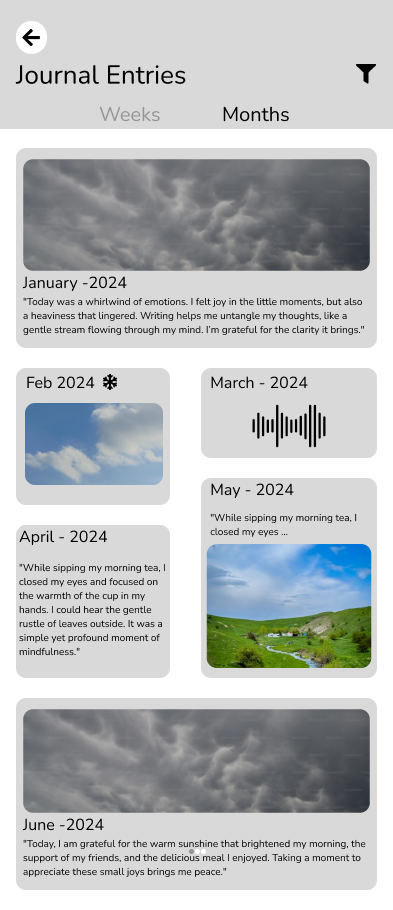 Journal Entries
Weeks
Months
January -2024
"Today was a whirlwind of emotions. I felt joy in the little moments, but also
a heaviness that lingered. Writing helps me untangle my thoughts, like a
gentle stream flowing through my mind. I'm grateful for the clarity it brings."
Feb 2024
March - 2024
April - 2024
"While sipping my morning tea, I
closed my eyes and focused on
the warmth of the cup in my
hands. I could hear the gentle
rustle of leaves outside. It was a
simple yet profound moment of
mindfulness."
May - 2024
"While sipping my morning tea, I
closed my eyes ...
June -2024
"Today, I am grateful for the warm sunshine that brightened my morning, the
support of my friends, and the delicious meal I enjoyed. Taking a moment to
appreciate these small joys brings me peace."